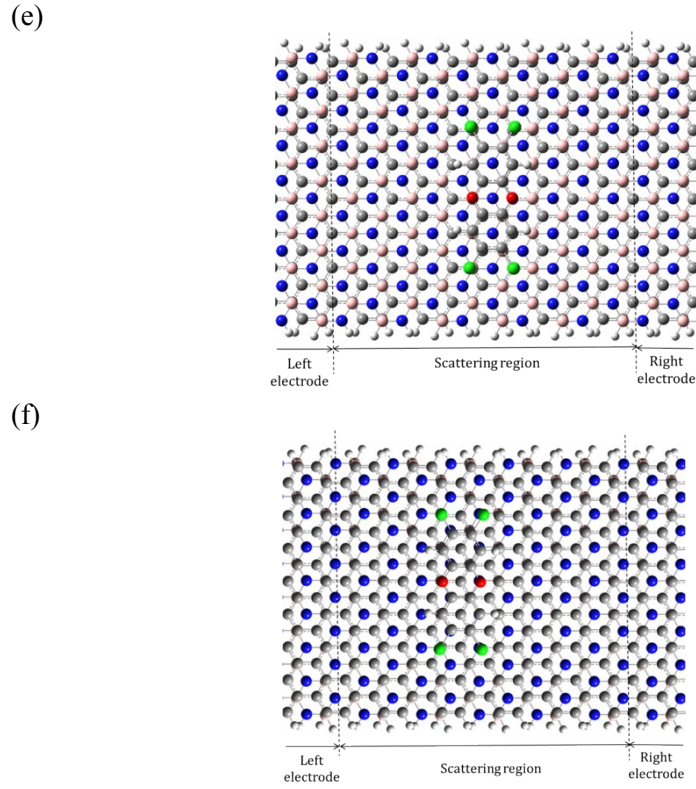 (e)
Left
electrode
Scattering region
Right
electrode
(f)
Left
electrode
Scattering region
Right
electrode